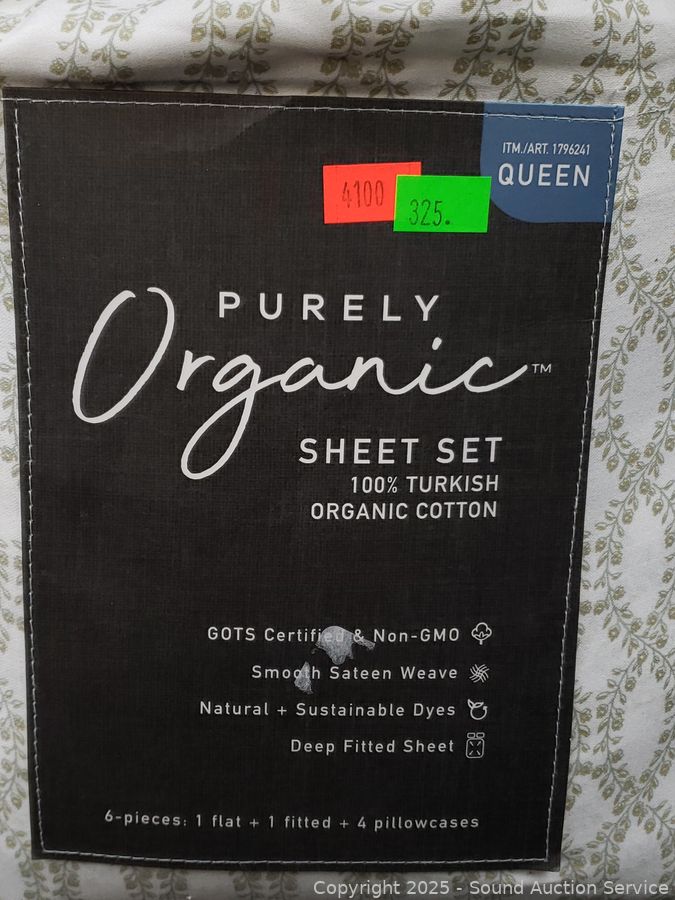 ITM./ART. 1796241
QUEEN
4100
325.
PURELY
Organic™
SHEET SET
100% TURKISH
ORGANIC COTTON
GOTS Certified & Non-GMO
Smooth Sateen Weave
Natural + Sustainable Dyes
Deep Fitted Sheet
6-pieces: 1 flat + 1 fitted + 4 pillowcases
Copyright 2025 - Sound Auction Service